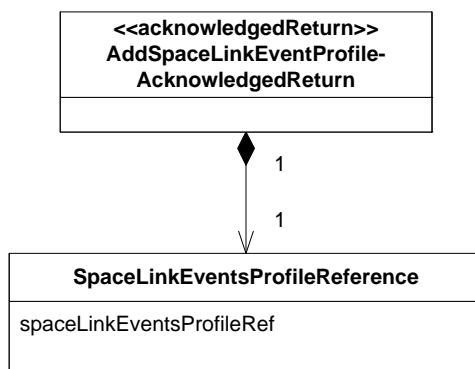 <<acknowledgedReturn>>
AddSpaceLinkEventProfile-
AcknowledgedReturn
1
1
SpaceLinkEventsProfileReference
spaceLinkEventsProfileRef